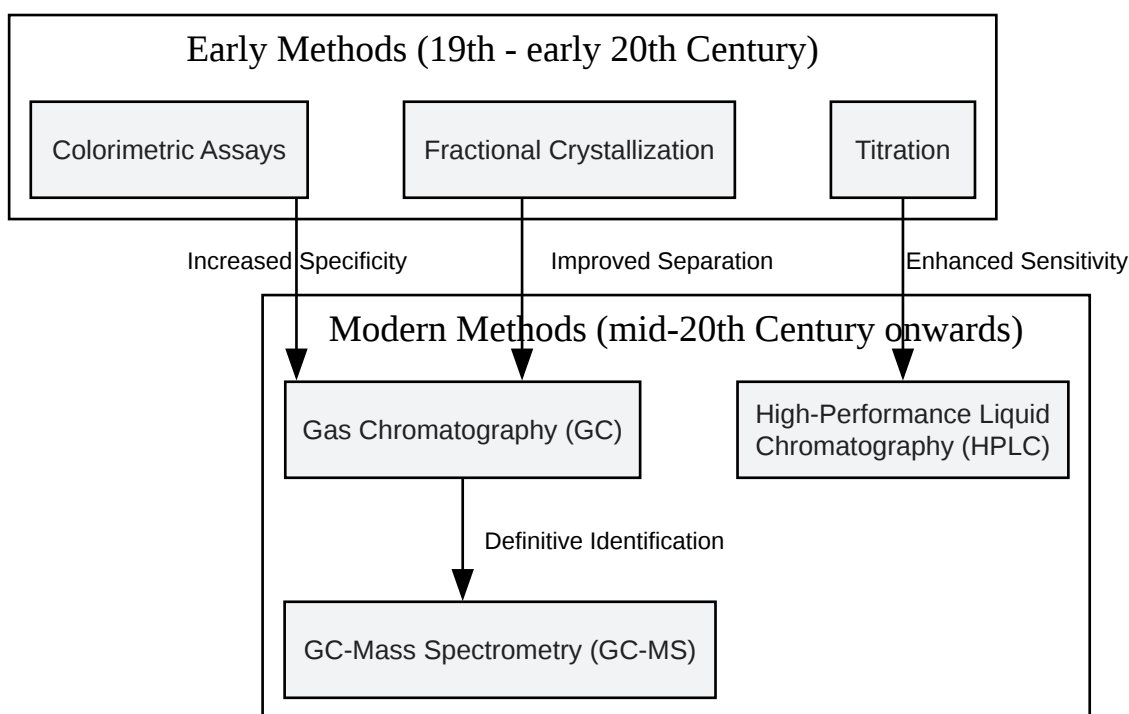 Early Methods (19th - early 20th Century)
Colorimetric Assays
Fractional Crystallization
Titration
Increased Specificity
Improved Separation
Enhanced Sensitivity
Modern Methods (mid-20th Century onwards)
Gas Chromatography (GC)
High-Performance Liquid
Chromatography (HPLC)
Definitive Identification
GC-Mass Spectrometry (GC-MS)